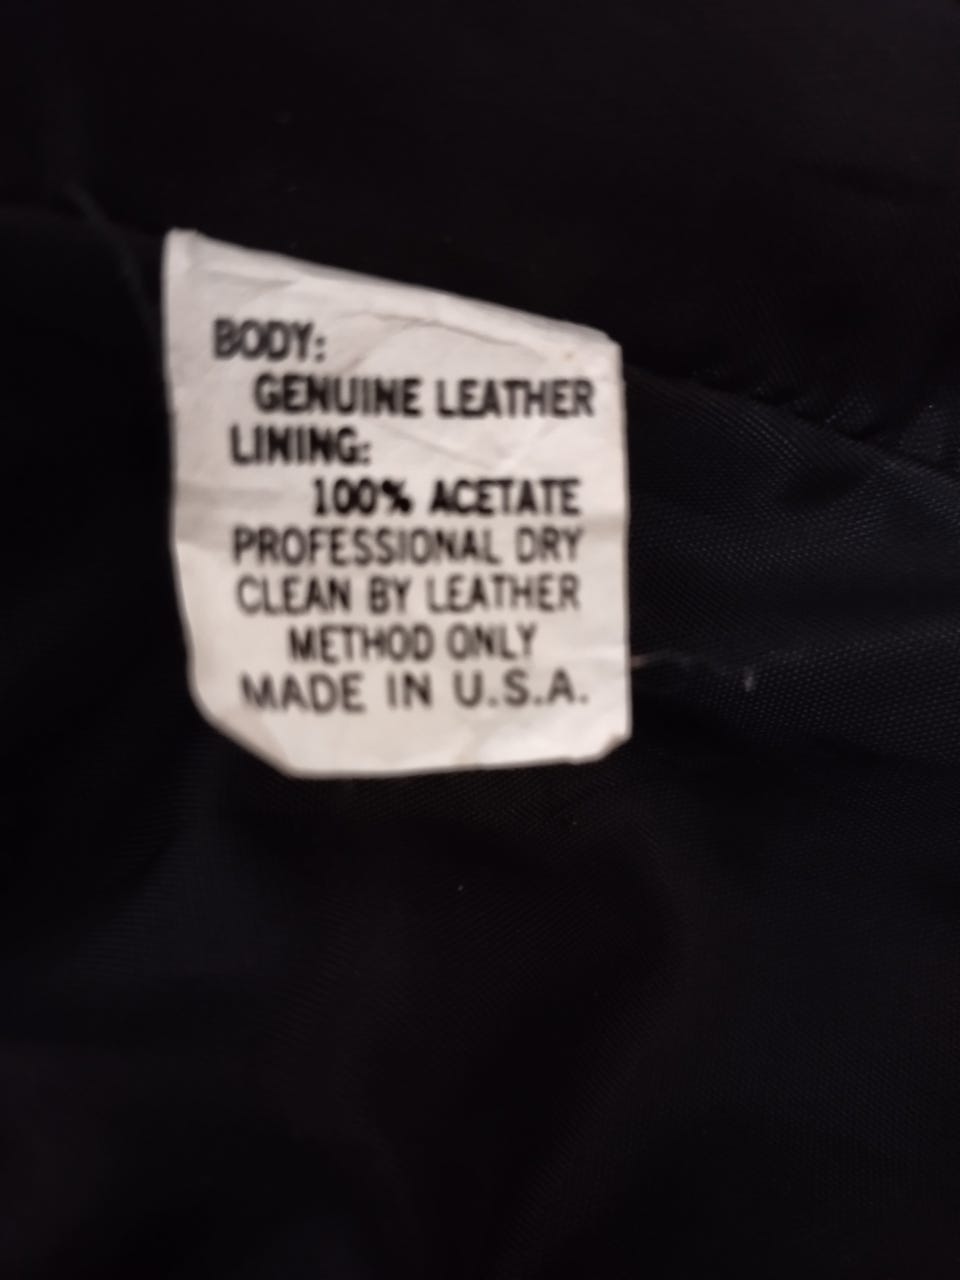 BODY:
GENUINE LEATHER
LINING:
100% ACETATE
PROFESSIONAL DRY
CLEAN BY LEATHER
METHOD ONLY
MADE IN U.S.A.